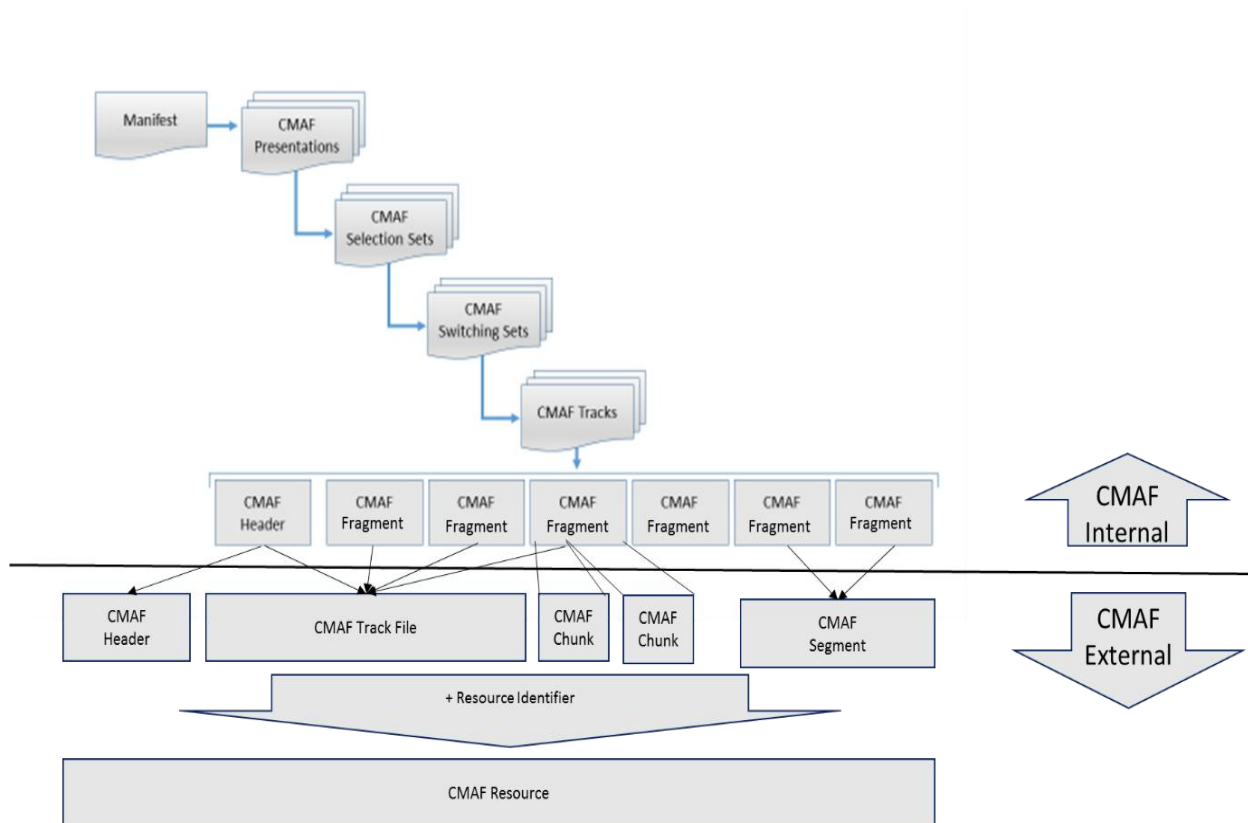 Manifest
CMAF
Presentations
CMAF
Selection Sets
CMAF
Switching Sets
CMAF Tracks
CMAF
Header
CMAF
Fragment
CMAF
Fragment
CMAF
Fragment
CMAF
Fragment
CMAF
Fragment
CMAF
Fragment
CMAF
Internal
CMAF
Header
CMAF Track File
CMAF
Chunk
CMAF
Chunk
CMAF
Segment
CMAF
External
+ Resource Identifier
CMAF Resource